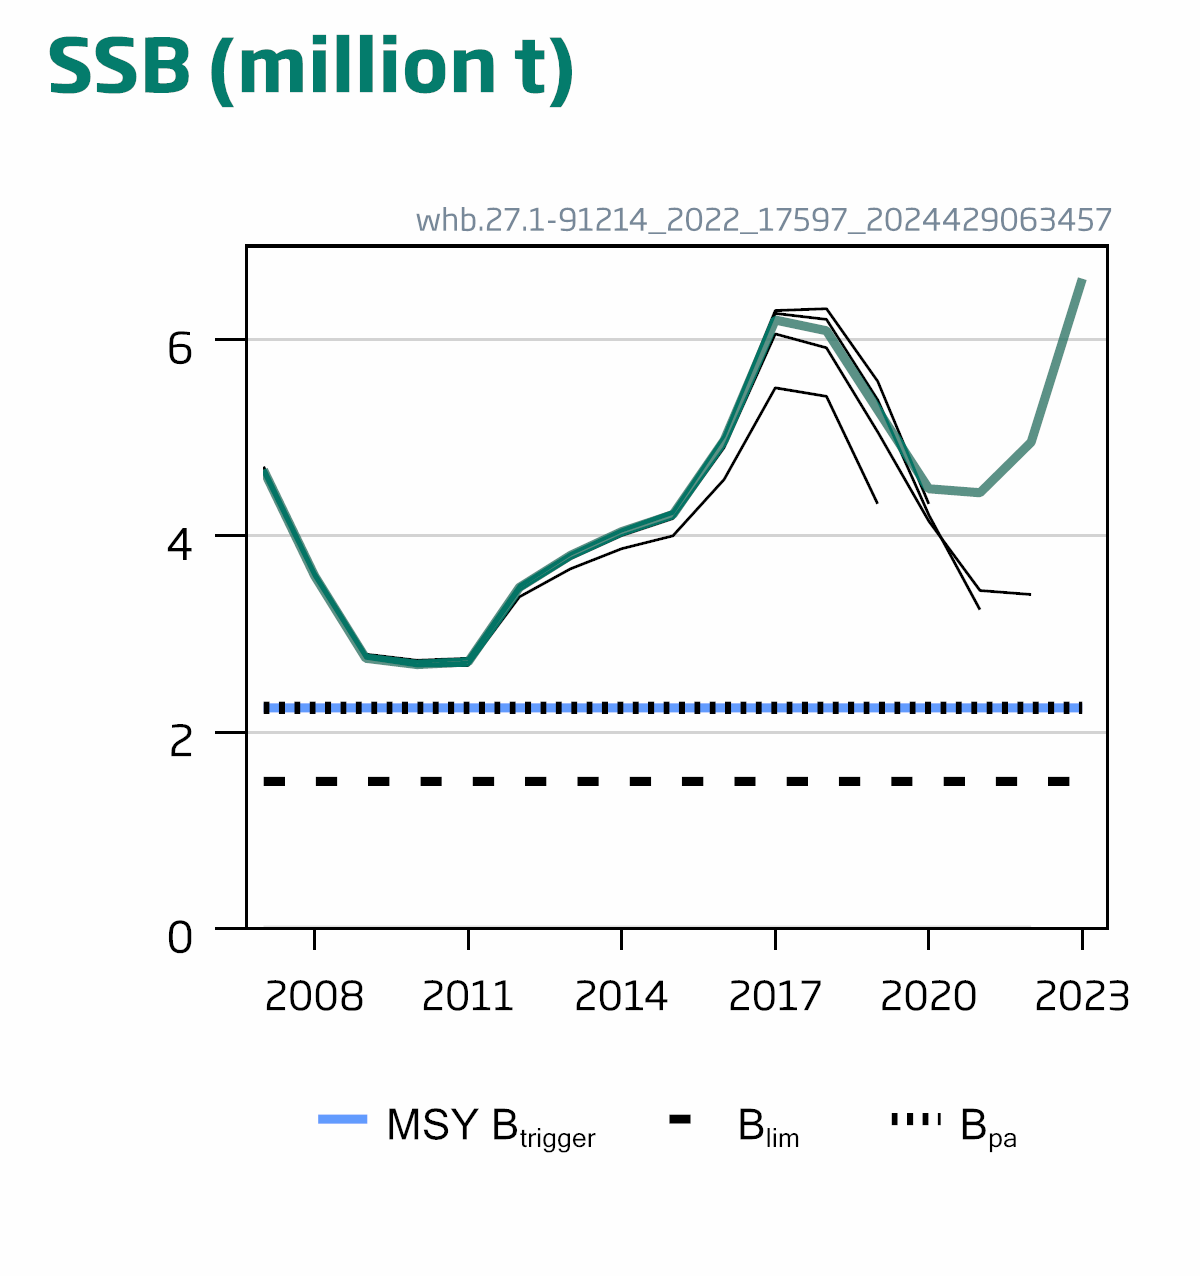 SSB (million t)
whb.27.1-91214_2022_17597_2024429063457
6
4
2
0
2008 2011 2014 2017 2020 2023
MSY Btrigger Blim Bpa